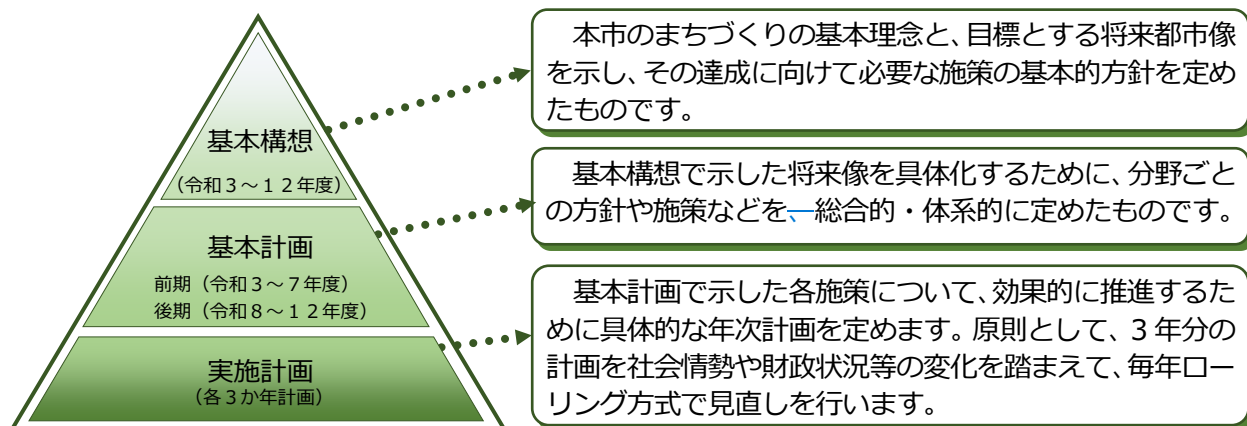 基本構想
（令和３～１２年度）
本市のまちづくりの基本理念と、目標とする将来都市像
を示し、その達成に向けて必要な施策の基本的方針を定め
たものです。
基本計画
前期（令和３～７年度）
後期（令和８～１２年度）
基本構想で示した将来像を具体化するために、分野ごと
の方針や施策などを、総合的・体系的に定めたものです。
実施計画
（各３か年計画）
基本計画で示した各施策について、効果的に推進するた
めに具体的な年次計画を定めます。原則として、３年分の
計画を社会情勢や財政状況等の変化を踏まえて、毎年ロー
リング方式で見直しを行います。